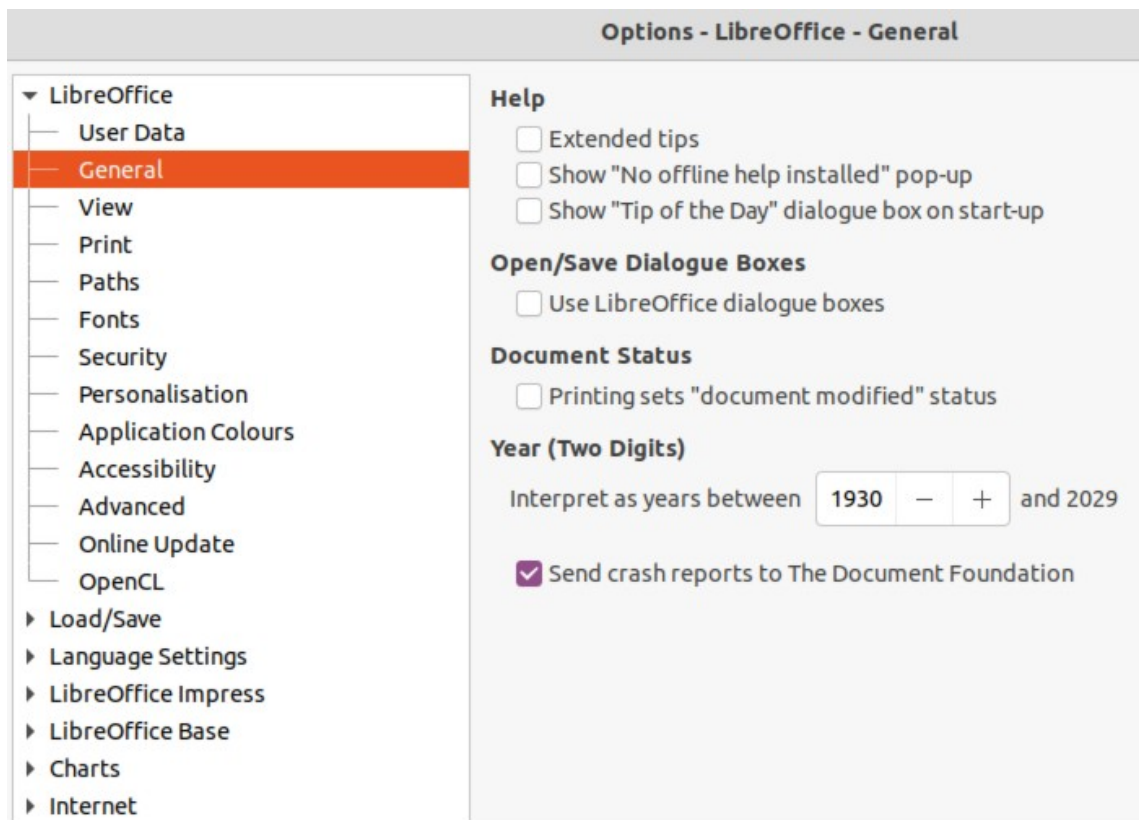 Options - LibreOffice - General
LibreOffice
User Data
General
View
Print
Paths
Fonts
Security
Personalisation
Application Colours
Accessibility
Advanced
Online Update
OpenCL
Load/Save
Language Settings
LibreOffice Impress
LibreOffice Base
Charts
Internet
Help
Extended tips
Show "No offline help installed" pop-up
Show "Tip of the Day" dialogue box on start-up
Open/Save Dialogue Boxes
Use LibreOffice dialogue boxes
Document Status
Printing sets "document modified" status
Year (Two Digits)
Interpret as years between 1930 − + and 2029
Send crash reports to The Document Foundation